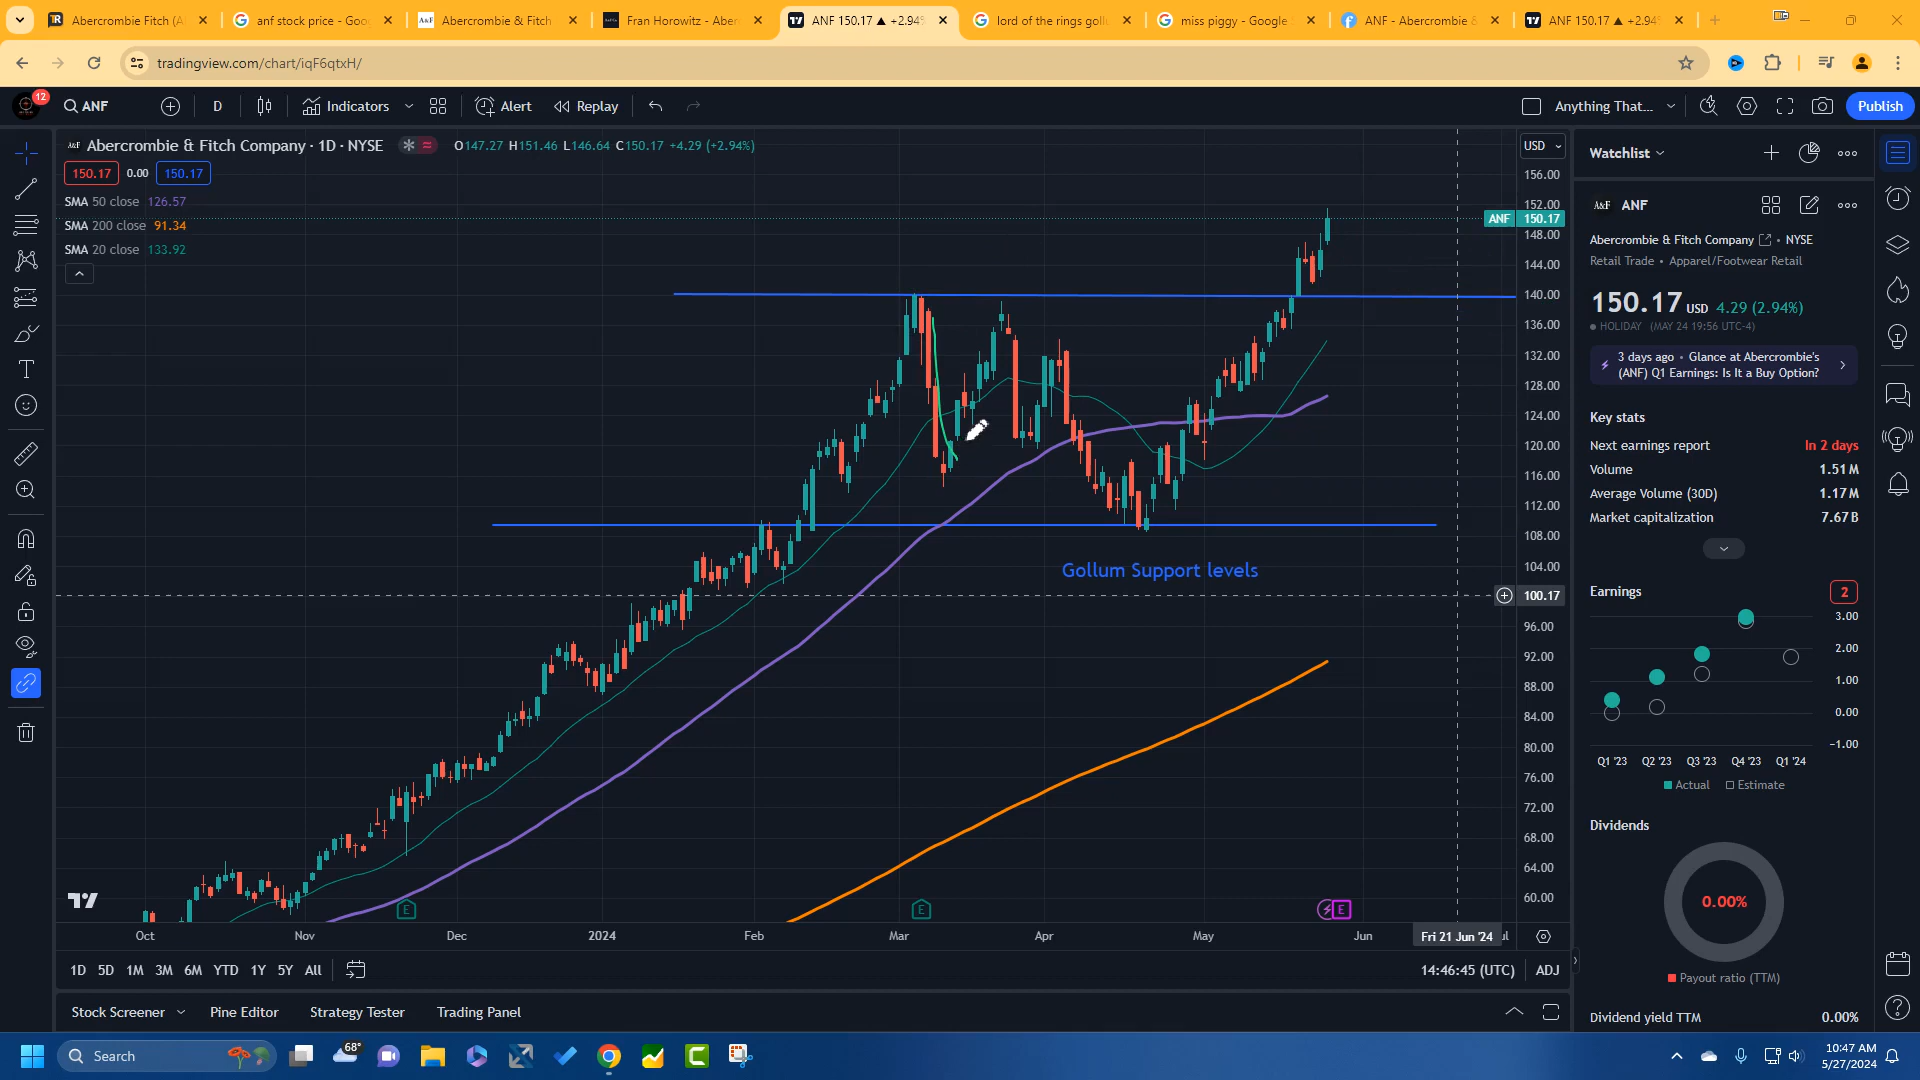 Abercrombie Fitch (A
anf stock price - Goo
Abercrombie & Fitch
Fran Horowitz - Aber
ANF 150.17 ▲ +2.94%
lord of the rings gollu
miss piggy - Google S
ANF - Abercrombie &
ANF 150.17 ▲ +2.94%
tradingview.com/chart/iqF6qtxH/
12
ANF
D
Indicators
Alert
Replay
Anything That...
Publish
Abercrombie & Fitch Company · 1D · NYSE
O147.27 H151.46 L146.64 C150.17 +4.29 (+2.94%)
USD
150.17 0.00 150.17
SMA 50 close 126.57
SMA 200 close 91.34
SMA 20 close 133.92
Gollum Support levels
156.00
152.00
ANF 150.17
148.00
144.00
140.00
136.00
132.00
128.00
124.00
120.00
116.00
112.00
108.00
104.00
100.17
96.00
92.00
88.00
84.00
80.00
76.00
72.00
68.00
64.00
60.00
E
E
E
Oct Nov Dec 2024 Feb Mar Apr May Jun Fri 21 Jun '24
1D 5D 1M 3M 6M YTD 1Y 5Y All
14:46:45 (UTC) ADJ
Stock Screener Pine Editor Strategy Tester Trading Panel
Watchlist
A&F ANF
Abercrombie & Fitch Company • NYSE
Retail Trade • Apparel/Footwear Retail
150.17 USD 4.29 (2.94%)
HOLIDAY (MAY 24 19:56 UTC-4)
3 days ago • Glance at Abercrombie's
(ANF) Q1 Earnings: Is It a Buy Option?
Key stats
Next earnings report In 2 days
Volume 1.51 M
Average Volume (30D) 1.17 M
Market capitalization 7.67 B
Earnings 2
3.00
2.00
1.00
0.00
−1.00
Q1 '23 Q2 '23 Q3 '23 Q4 '23 Q1 '24
Actual Estimate
Dividends
0.00%
Payout ratio (TTM)
Dividend yield TTM 0.00%
Search
68°
10:47 AM
5/27/2024